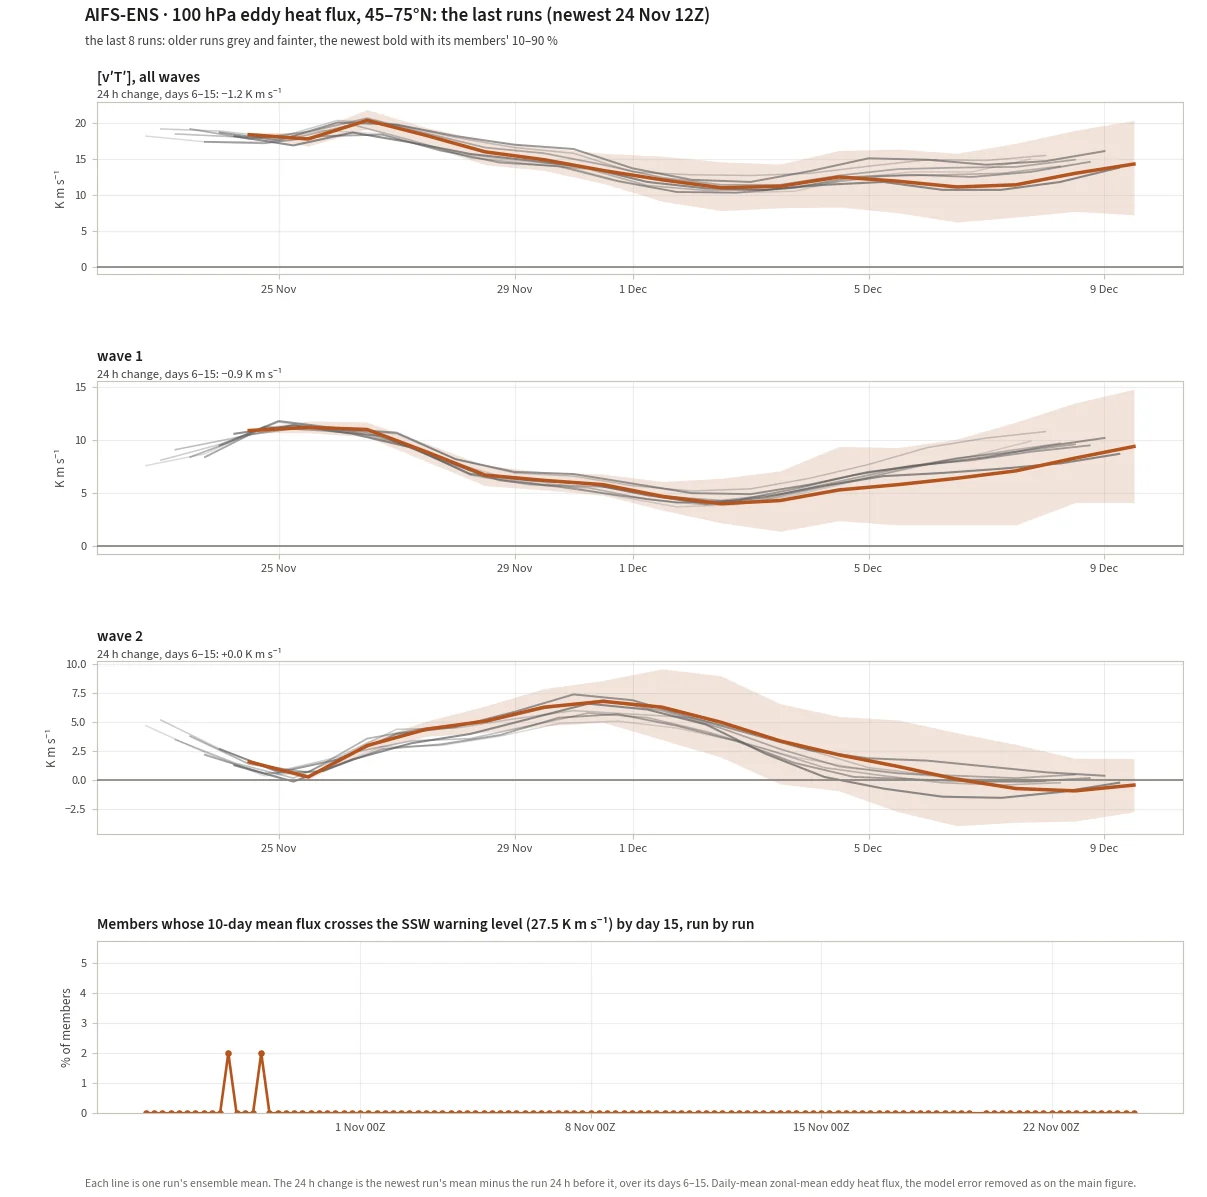 AIFS-ENS · 100 hPa eddy heat flux, 45–75°N: the last runs (newest 24 Nov 12Z)
the last 8 runs: older runs grey and fainter, the newest bold with its members' 10–90 %
[v′T′], all waves
24 h change, days 6–15: −1.2 K m s⁻¹
20
15
10
5
0
K m s⁻¹
25 Nov
29 Nov
1 Dec
5 Dec
9 Dec
wave 1
24 h change, days 6–15: −0.9 K m s⁻¹
15
10
5
0
K m s⁻¹
25 Nov
29 Nov
1 Dec
5 Dec
9 Dec
wave 2
24 h change, days 6–15: +0.0 K m s⁻¹
10.0
7.5
5.0
2.5
0.0
−2.5
K m s⁻¹
25 Nov
29 Nov
1 Dec
5 Dec
9 Dec
Members whose 10-day mean flux crosses the SSW warning level (27.5 K m s⁻¹) by day 15, run by run
5
4
3
2
1
0
% of members
1 Nov 00Z
8 Nov 00Z
15 Nov 00Z
22 Nov 00Z
Each line is one run's ensemble mean. The 24 h change is the newest run's mean minus the run 24 h before it, over its days 6–15. Daily-mean zonal-mean eddy heat flux, the model error removed as on the main figure.